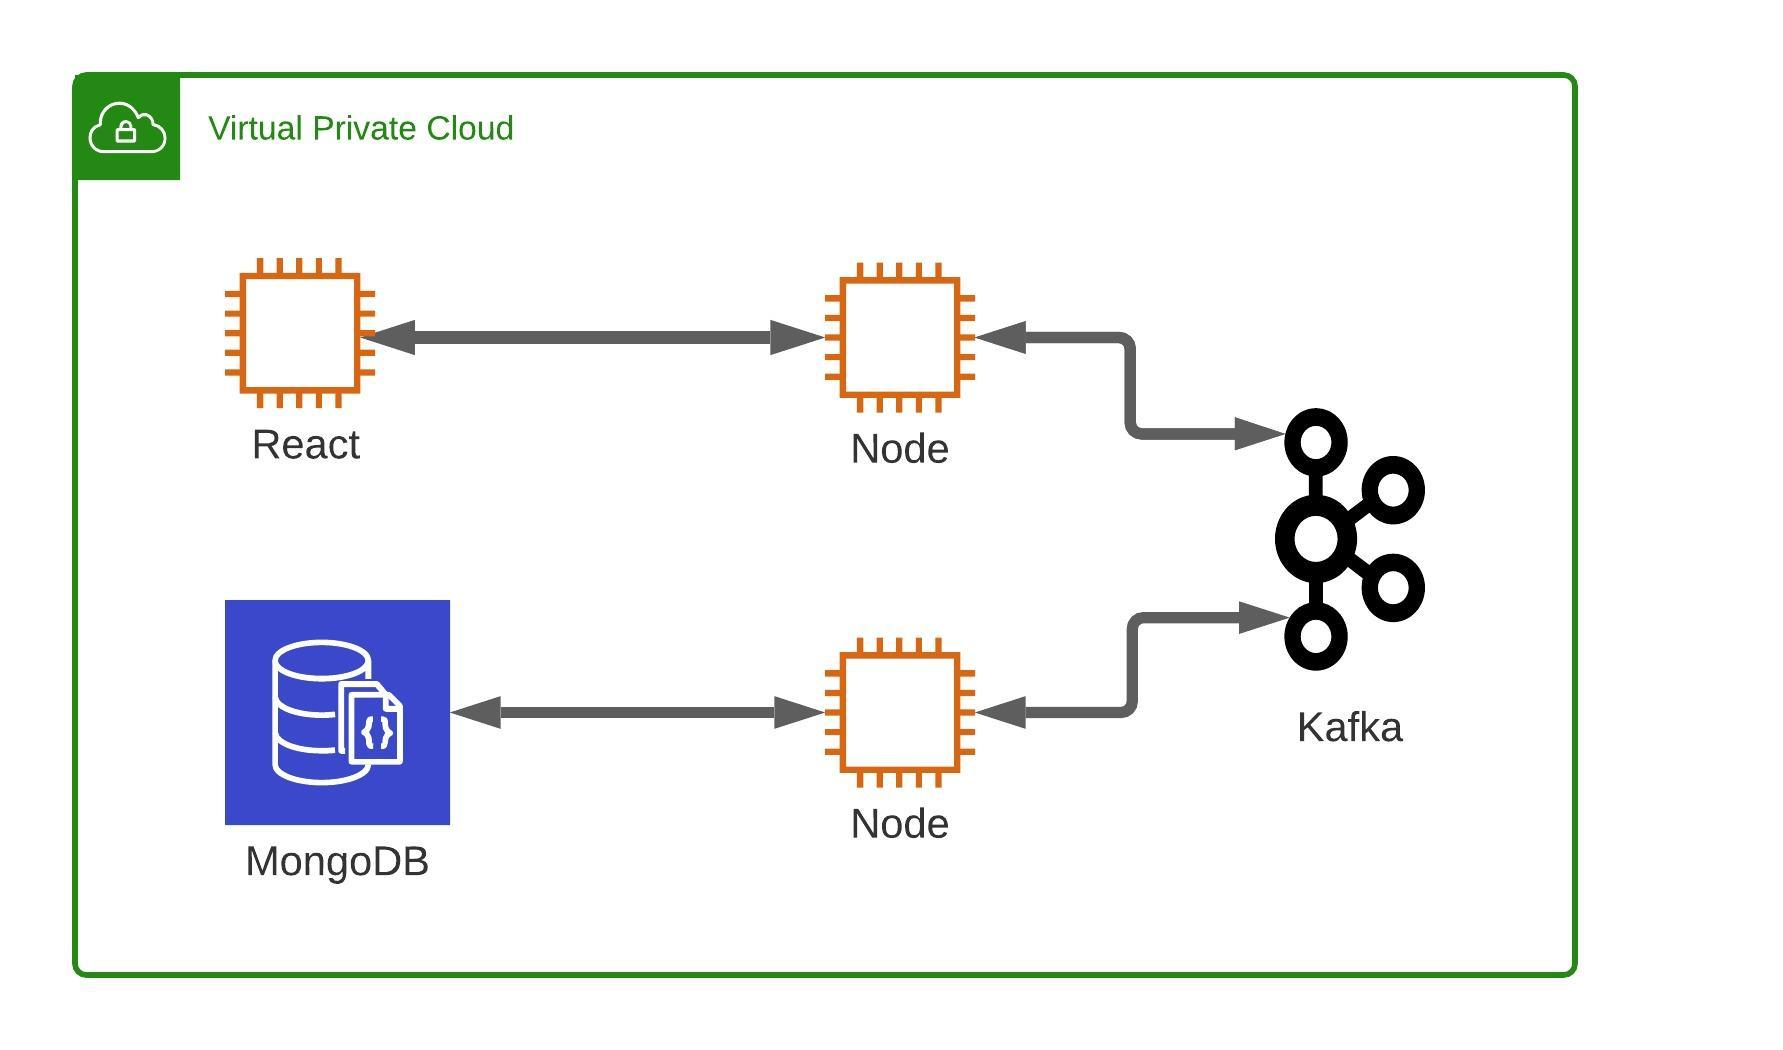 Virtual Private Cloud
React
Node
Kafka
MongoDB
Node